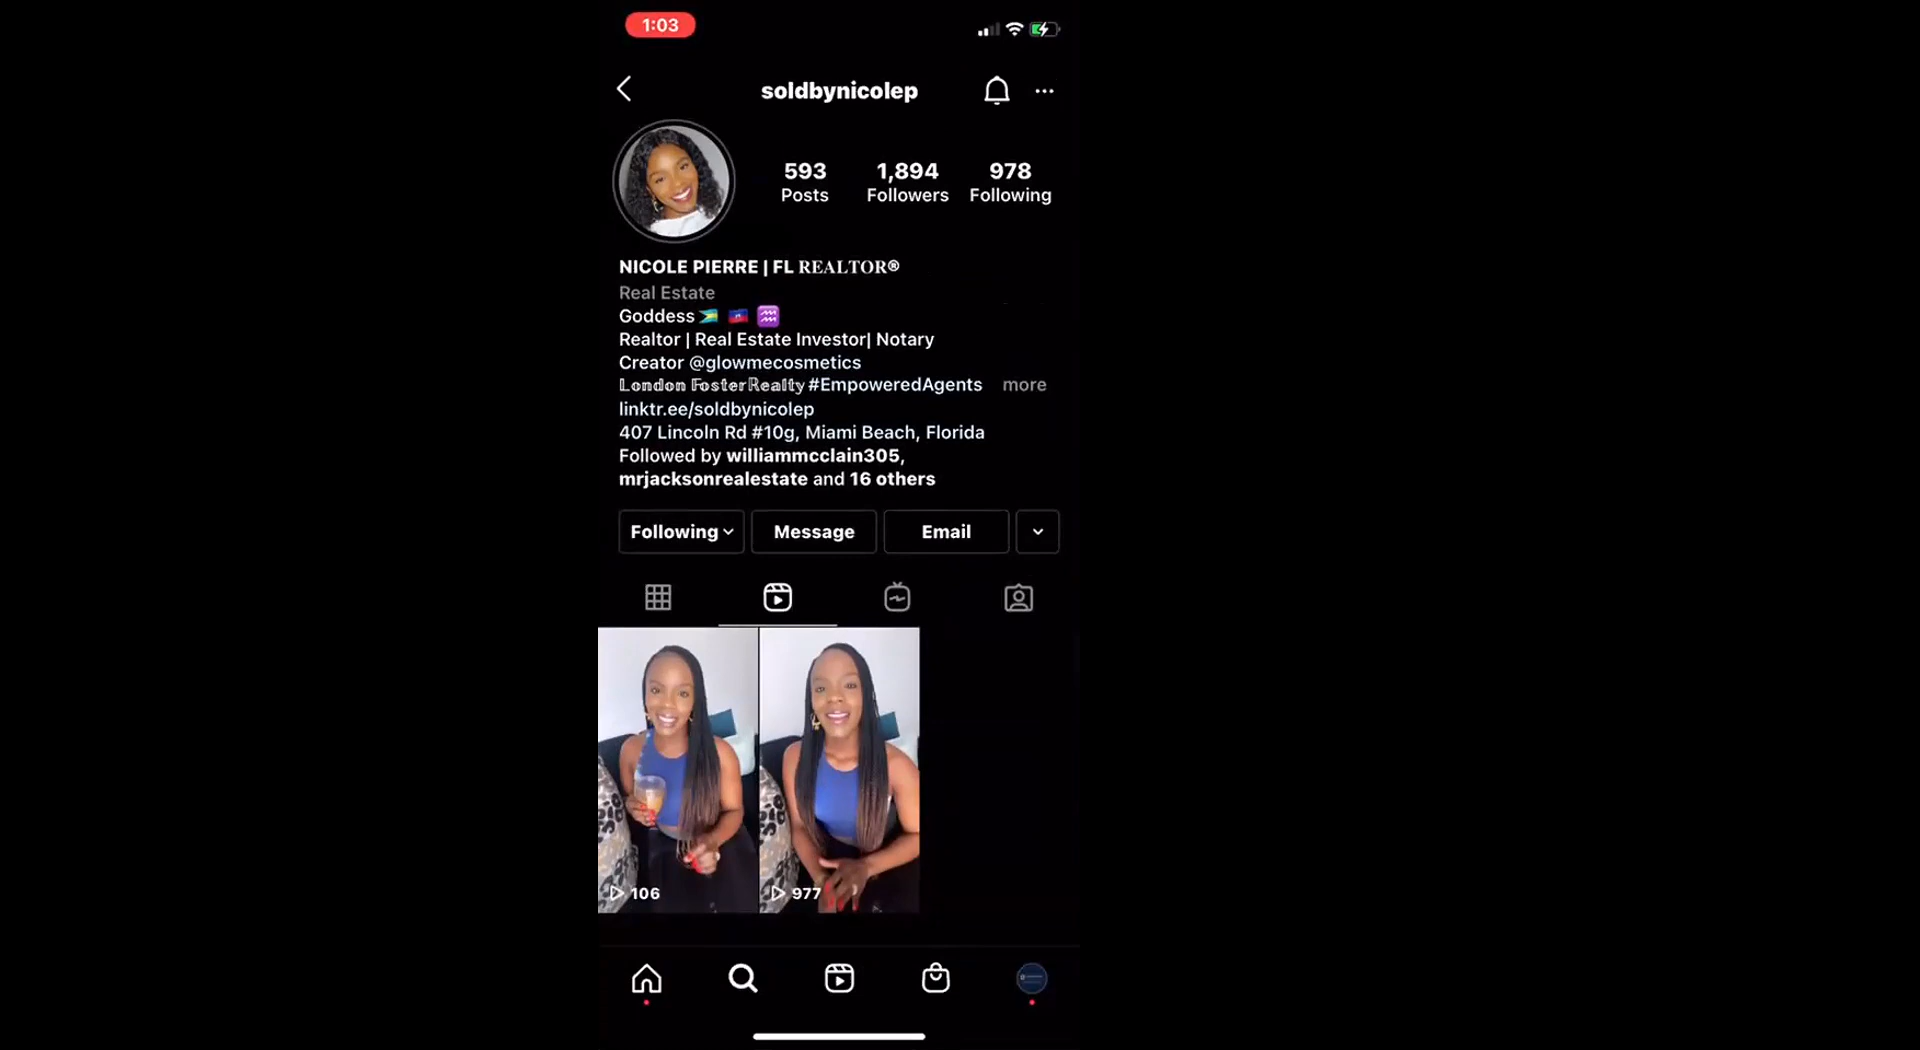 1:03
soldbynicolep
593 1,894 978
Posts Followers Following
NICOLE PIERRE | FL REALTOR®
Real Estate
Goddess🇧🇸 🇭🇹 ♒
Realtor | Real Estate Investor| Notary
Creator @glowmecosmetics
𝕃𝕠𝕟𝕕𝕠𝕟 𝔽𝕠𝕤𝕥𝕖𝕣ℝ𝕖𝕒𝕝𝕥𝕪 #EmpoweredAgents more
linktr.ee/soldbynicolep
407 Lincoln Rd #10g, Miami Beach, Florida
Followed by williammcclain305,
mrjacksonrealestate and 16 others
Following Message Email
106 977